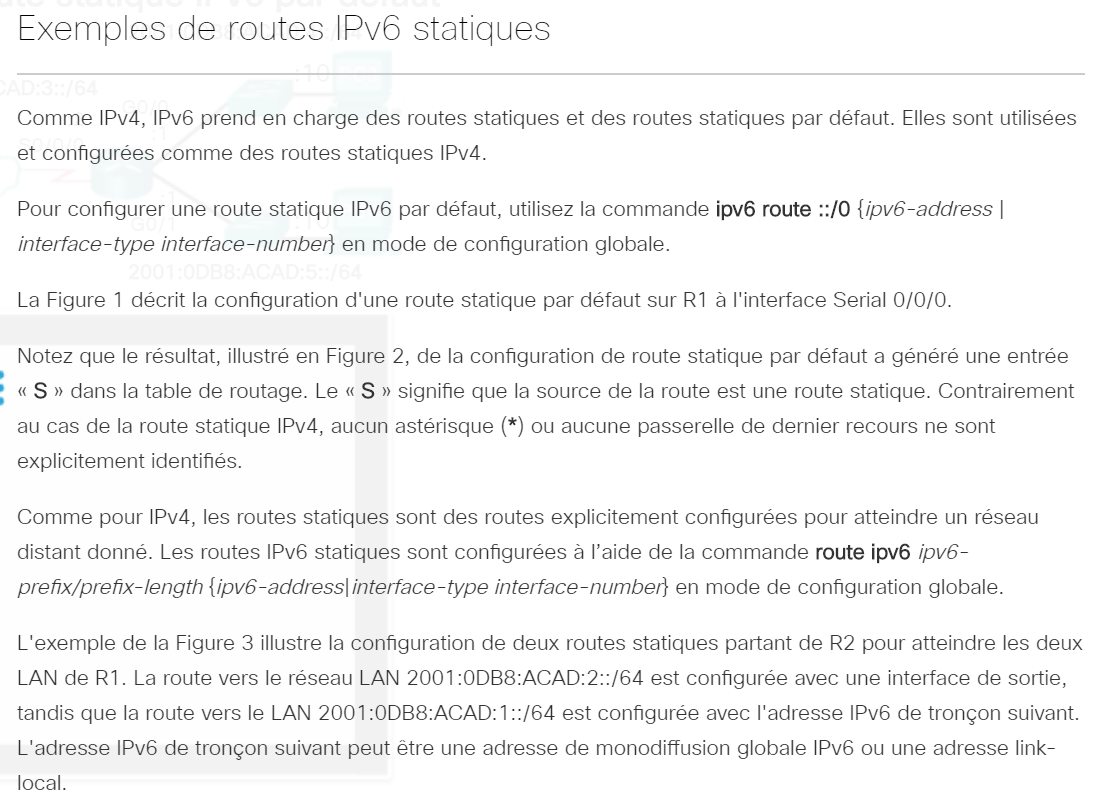 Exemples de routes IPv6 statiques
Comme IPv4, IPv6 prend en charge des routes statiques et des routes statiques par défaut. Elles sont utilisées
et configurées comme des routes statiques IPv4.
Pour configurer une route statique IPv6 par défaut, utilisez la commande ipv6 route ::/0 {ipv6-address |
interface-type interface-number} en mode de configuration globale.
2001:0DB8:ACAD:5::/64
La Figure 1 décrit la configuration d'une route statique par défaut sur R1 à l'interface Serial 0/0/0.
Notez que le résultat, illustré en Figure 2, de la configuration de route statique par défaut a généré une entrée
« S » dans la table de routage. Le « S » signifie que la source de la route est une route statique. Contrairement
au cas de la route statique IPv4, aucun astérisque (*) ou aucune passerelle de dernier recours ne sont
explicitement identifiés.
Comme pour IPv4, les routes statiques sont des routes explicitement configurées pour atteindre un réseau
distant donné. Les routes IPv6 statiques sont configurées à l’aide de la commande route ipv6 ipv6-
prefix/prefix-length {ipv6-address|interface-type interface-number} en mode de configuration globale.
L'exemple de la Figure 3 illustre la configuration de deux routes statiques partant de R2 pour atteindre les deux
LAN de R1. La route vers le réseau LAN 2001:0DB8:ACAD:2::/64 est configurée avec une interface de sortie,
tandis que la route vers le LAN 2001:0DB8:ACAD:1::/64 est configurée avec l'adresse IPv6 de tronçon suivant.
L'adresse IPv6 de tronçon suivant peut être une adresse de monodiffusion globale IPv6 ou une adresse link-
local.